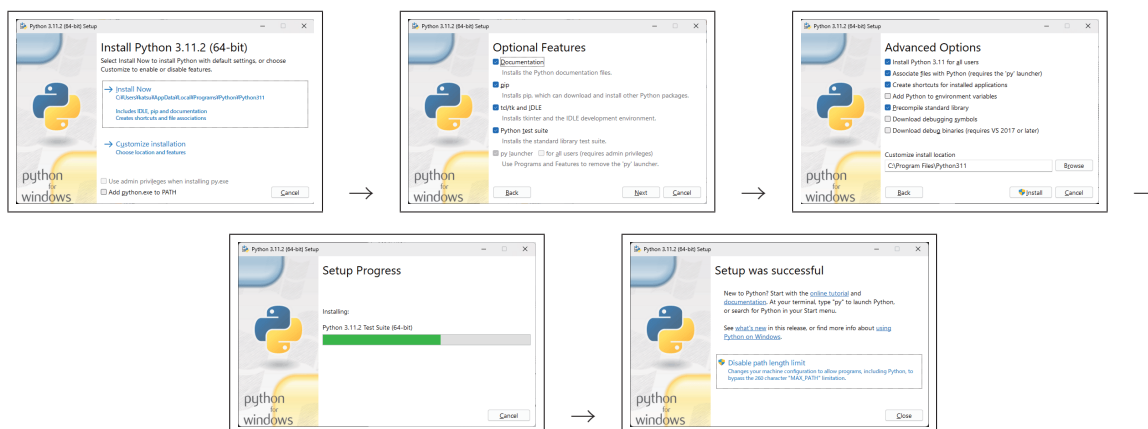 Python 3.11.2 (64-bit) Setup
Install Python 3.11.2 (64-bit)
Select Install Now to install Python with default settings, or choose
Customize to enable or disable features.
→ Install Now
C:¥Users¥katsu¥AppData¥Local¥Programs¥Python¥Python311
Includes IDLE, pip and documentation
Creates shortcuts and file associations
→ Customize installation
Choose location and features
Use admin privileges when installing py.exe
Add python.exe to PATH
Cancel
python
for
windows
→
Python 3.11.2 (64-bit) Setup
Optional Features
Documentation
Installs the Python documentation files.
pip
Installs pip, which can download and install other Python packages.
tcl/tk and IDLE
Installs tkinter and the IDLE development environment.
Python test suite
Installs the standard library test suite.
py launcher for all users (requires admin privileges)
Use Programs and Features to remove the 'py' launcher.
Back
Next
Cancel
python
for
windows
→
Python 3.11.2 (64-bit) Setup
Advanced Options
Install Python 3.11 for all users
Associate files with Python (requires the 'py' launcher)
Create shortcuts for installed applications
Add Python to environment variables
Precompile standard library
Download debugging symbols
Download debug binaries (requires VS 2017 or later)
Customize install location
C:\Program Files\Python311
Browse
Back
Install
Cancel
python
for
windows
Python 3.11.2 (64-bit) Setup
Setup Progress
Installing:
Python 3.11.2 Test Suite (64-bit)
Cancel
python
for
windows
→
Python 3.11.2 (64-bit) Setup
Setup was successful
New to Python? Start with the online tutorial and
documentation. At your terminal, type "py" to launch Python,
or search for Python in your Start menu.
See what's new in this release, or find more info about using
Python on Windows.
Disable path length limit
Changes your machine configuration to allow programs, including Python, to
bypass the 260 character "MAX_PATH" limitation.
Close
python
for
windows